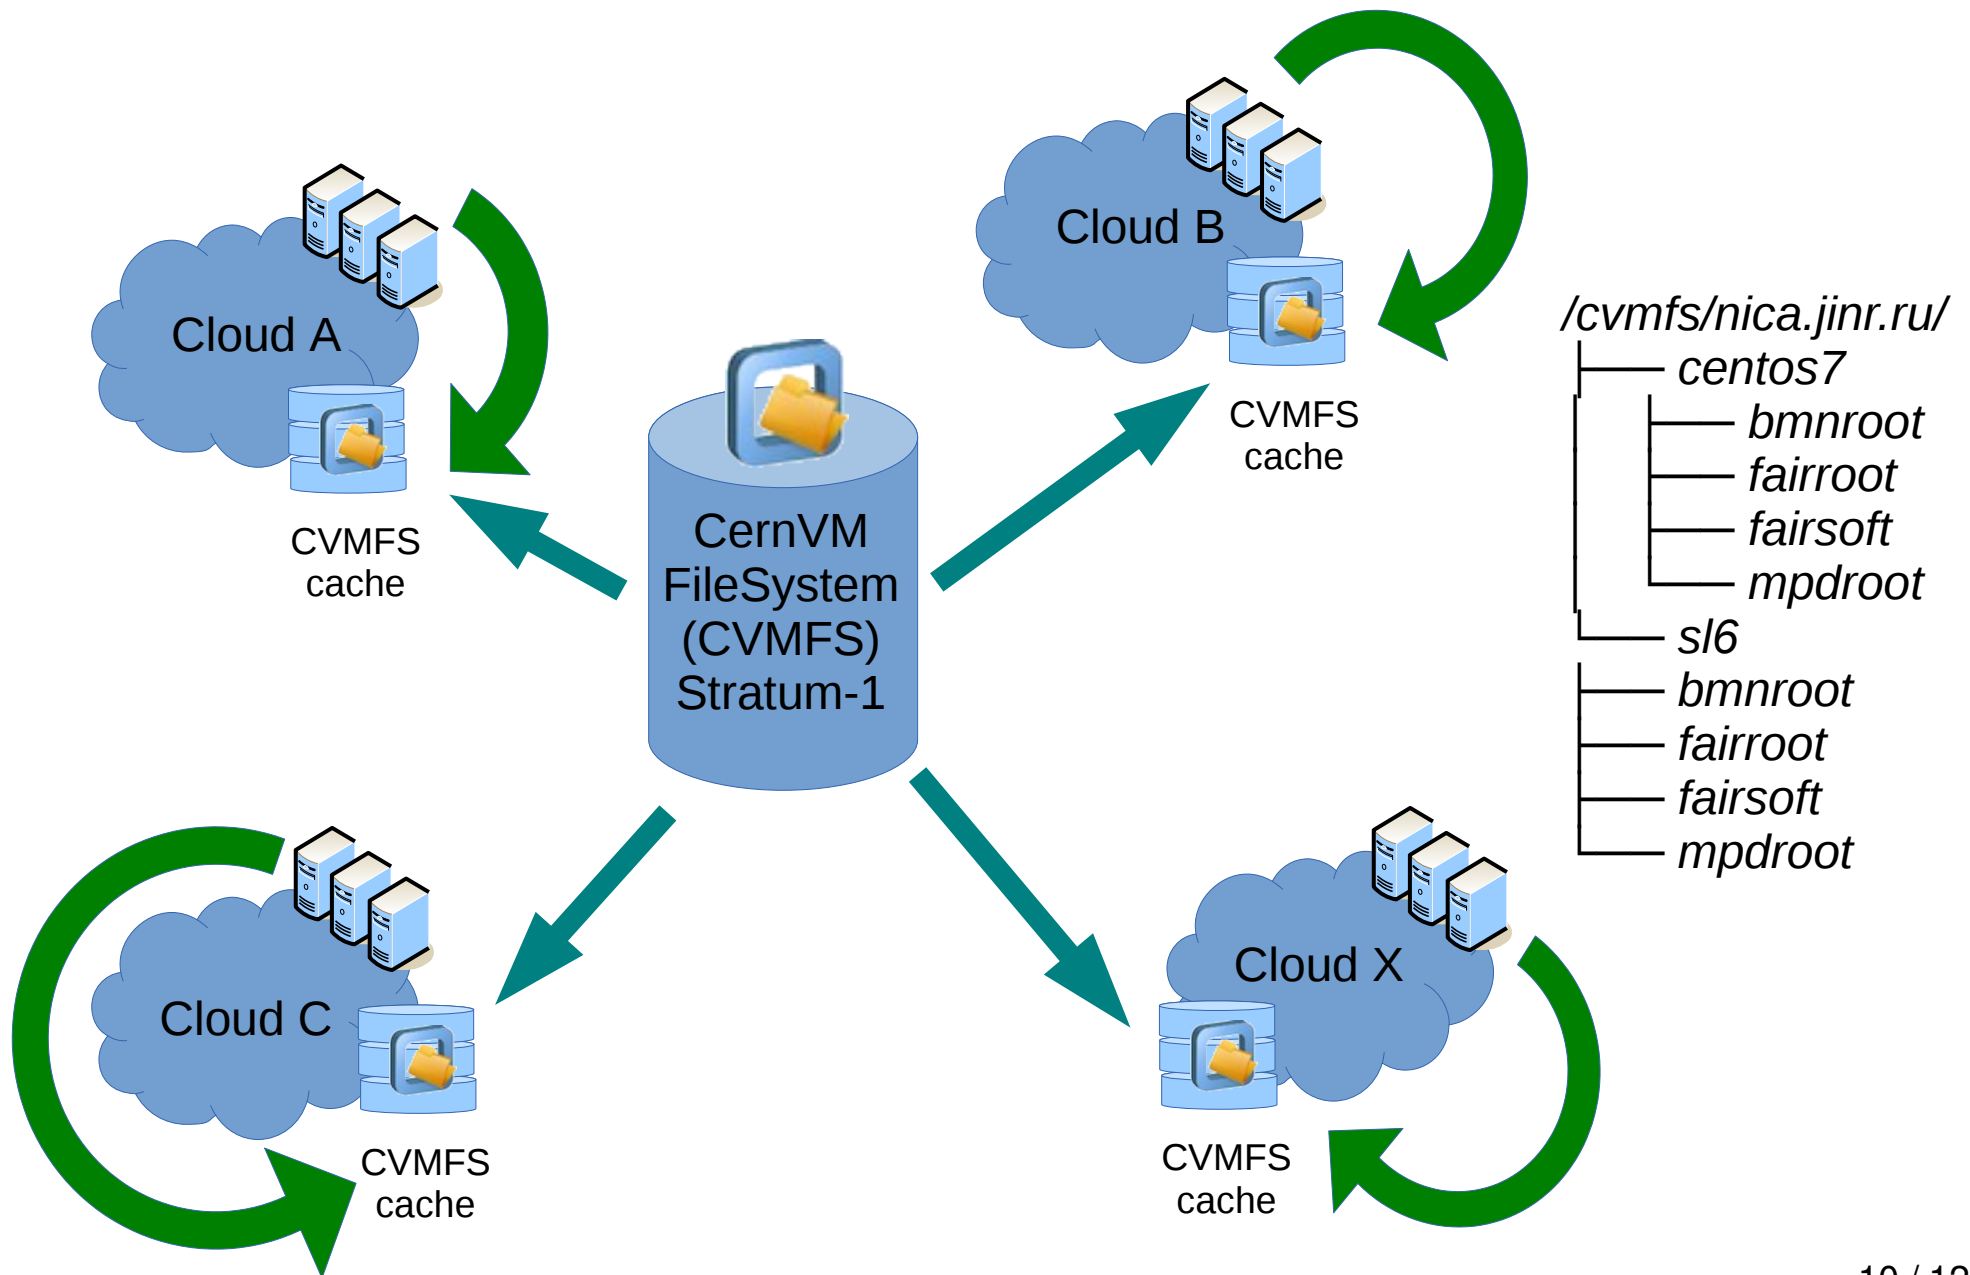 Cloud A
CVMFS
cache
Cloud B
CVMFS
cache
CernVM
FileSystem
(CVMFS)
Stratum-1
/cvmfs/nica.jinr.ru/
centos7
bmnroot
fairroot
fairsoft
mpdroot
sl6
bmnroot
fairroot
fairsoft
mpdroot
Cloud C
CVMFS
cache
Cloud X
CVMFS
cache